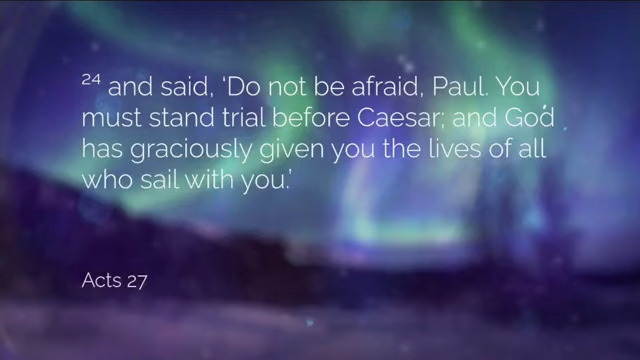 24 and said, ‘Do not be afraid, Paul. You
must stand trial before Caesar; and God
has graciously given you the lives of all
who sail with you.’
Acts 27